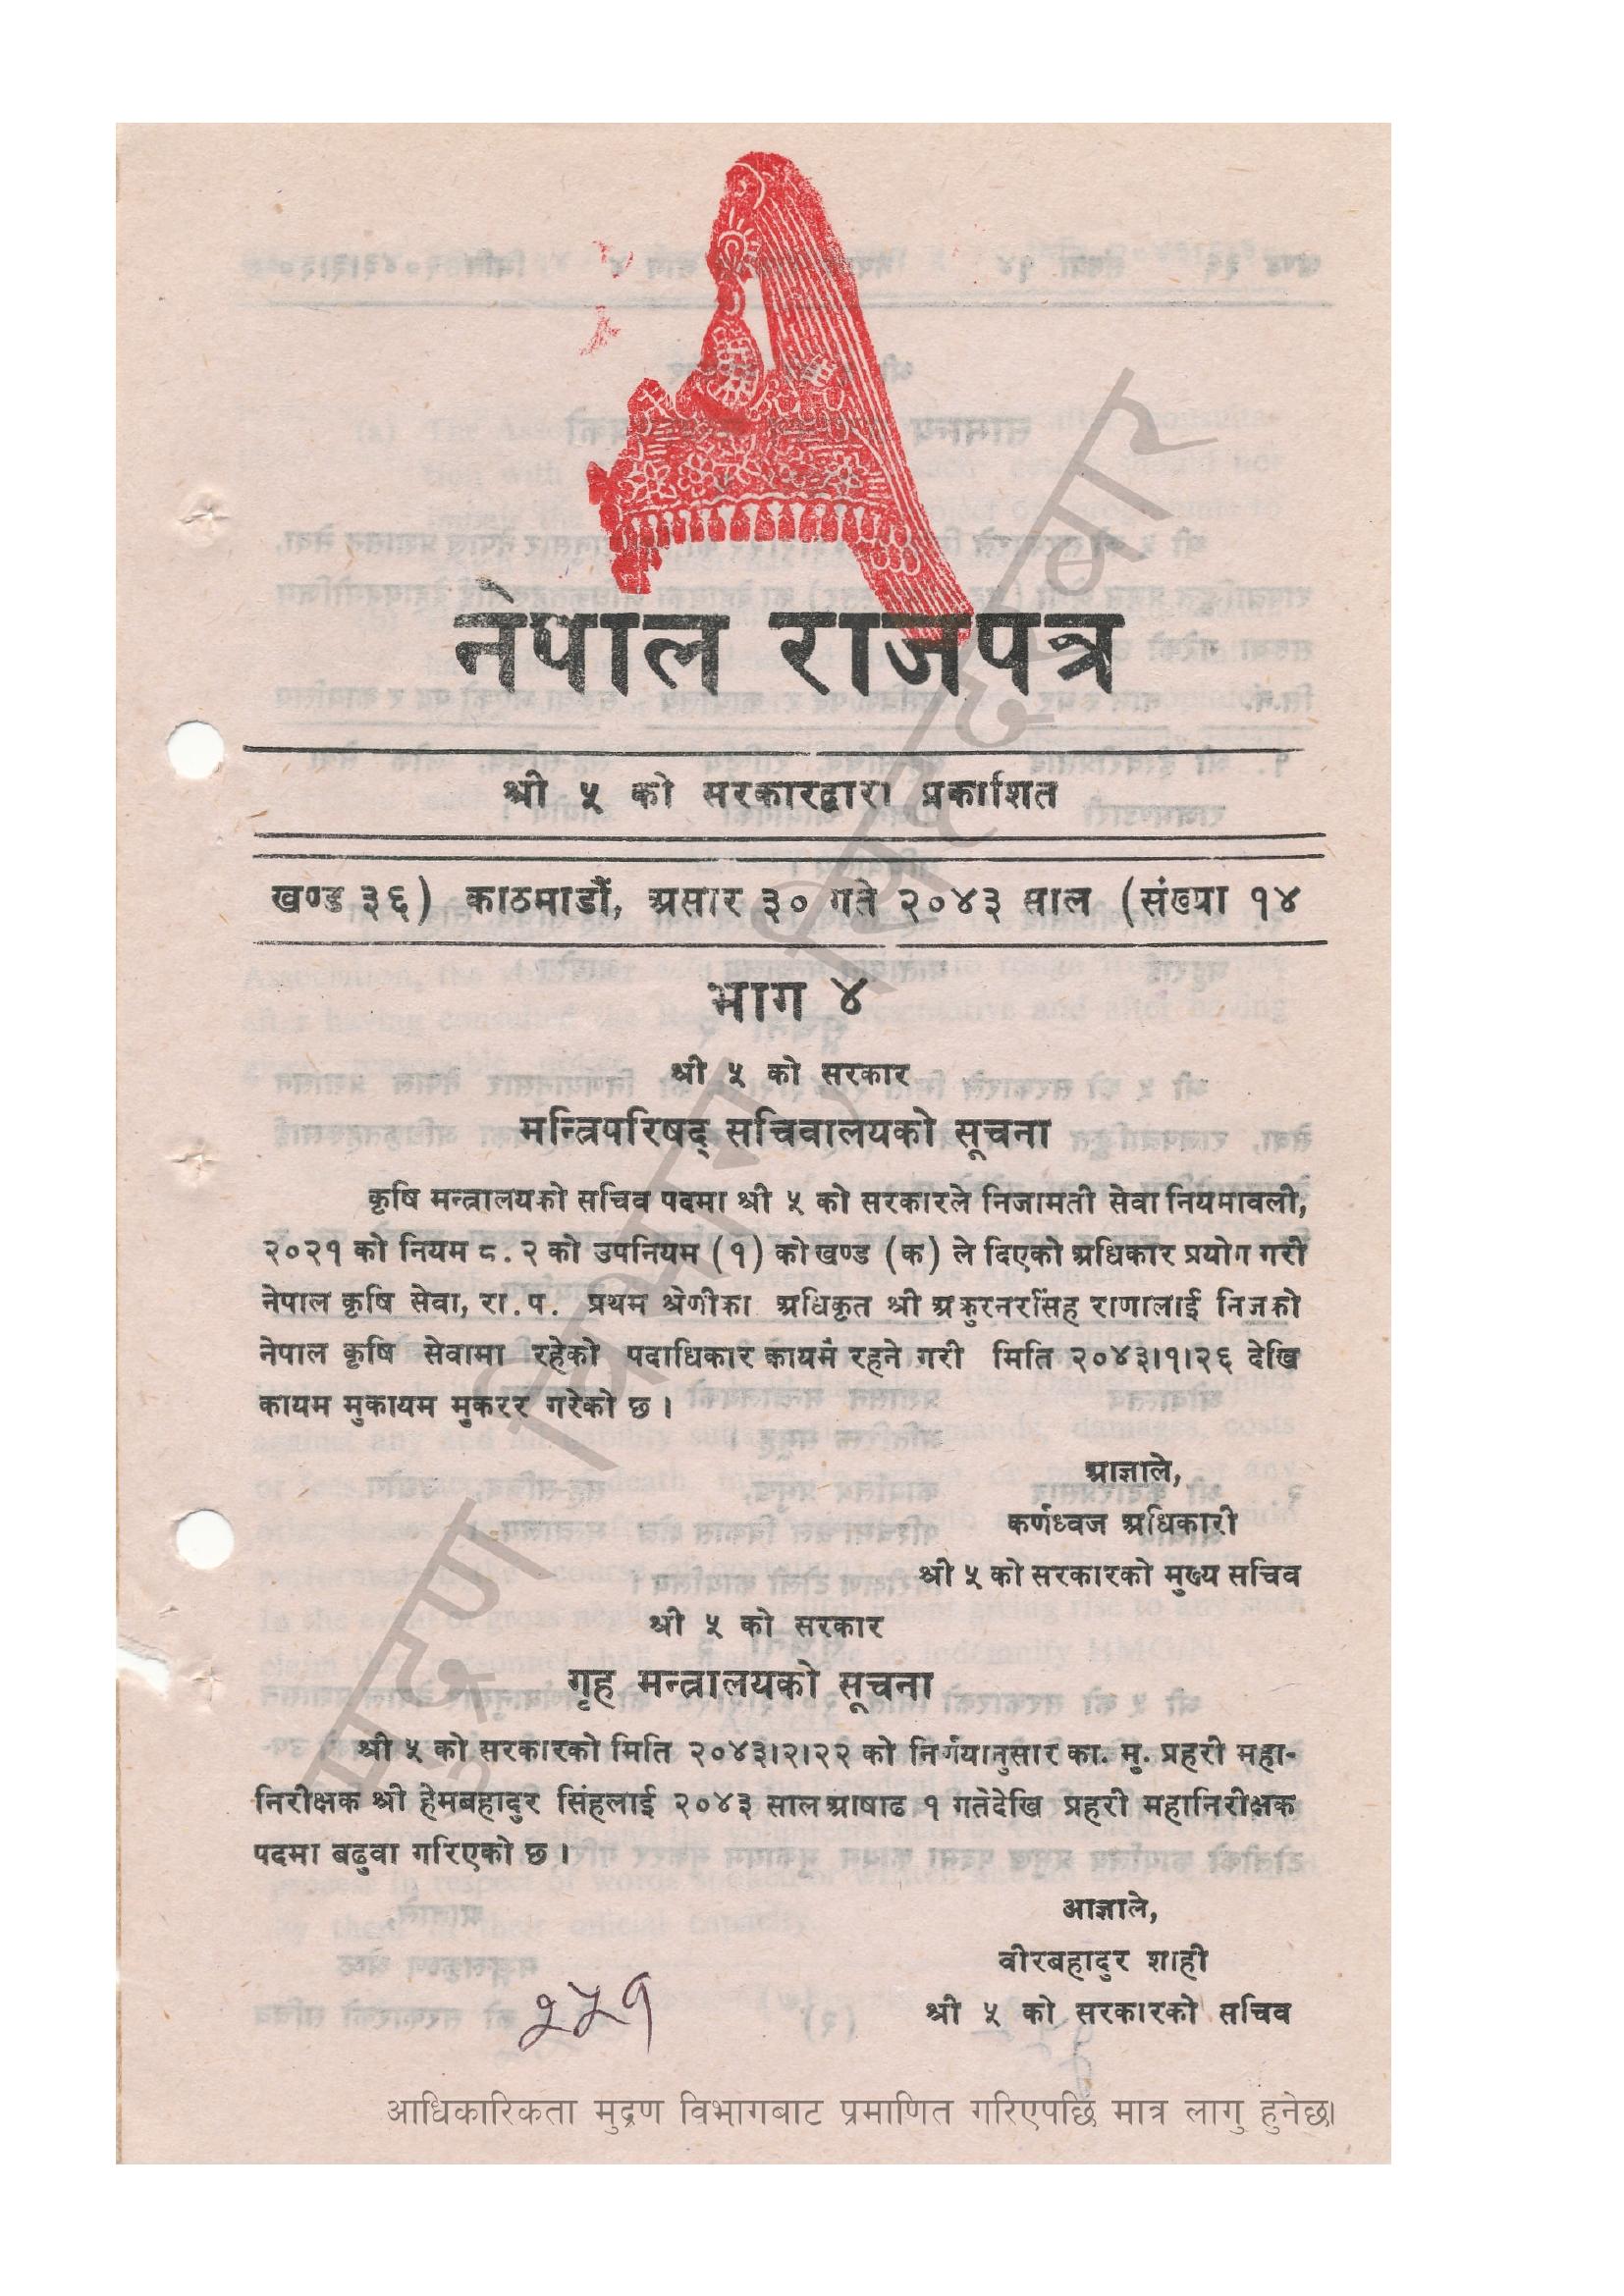 नेपाल राजपत्र
श्री ५ को सरकारद्वारा प्रकाशित
खण्ड ३६) काठमाडौं, असार ३० गते २०४३ साल (संख्या १४
भाग ४
श्री ५ को सरकार
मन्त्रिपरिषद् सचिवालयको सूचना
कृषि मन्त्रालयको सचिव पदमा श्री ५ को सरकारले निजामती सेवा नियमावली,
२०२१ को नियम ८.२ को उपनियम (१) को खण्ड (क) ले दिएको अधिकार प्रयोग गरी
नेपाल कृषि सेवा, रा.प. प्रथम श्रेणीका अधिकृत श्री अकुरनरसिंह राणालाई निजको
नेपाल कृषि सेवामा रहेको पदाधिकार कायमै रहने गरी मिति २०४३।१।२६ देखि
कायम मुकायम मुकरर गरेको छ ।
आज्ञाले,
कर्णध्वज अधिकारी
श्री ५ को सरकारको मुख्य सचिव
श्री ५ को सरकार
गृह मन्त्रालयको सूचना
श्री ५ को सरकारको मिति २०४३।२।२२ को निर्णयानुसार का. मु. प्रहरी महा-
निरीक्षक श्री हेमबहादुर सिंहलाई २०४३ साल आषाढ १ गतेदेखि प्रहरी महानिरीक्षक
पदमा बढुवा गरिएको छ ।
आज्ञाले,
वीरबहादुर शाही
श्री ५ को सरकारको सचिव
२५१
मुद्रण विभाग, सिंहदरबार
आधिकारिकता मुद्रण विभागबाट प्रमाणित गरिएपछि मात्र लागु हुनेछ।